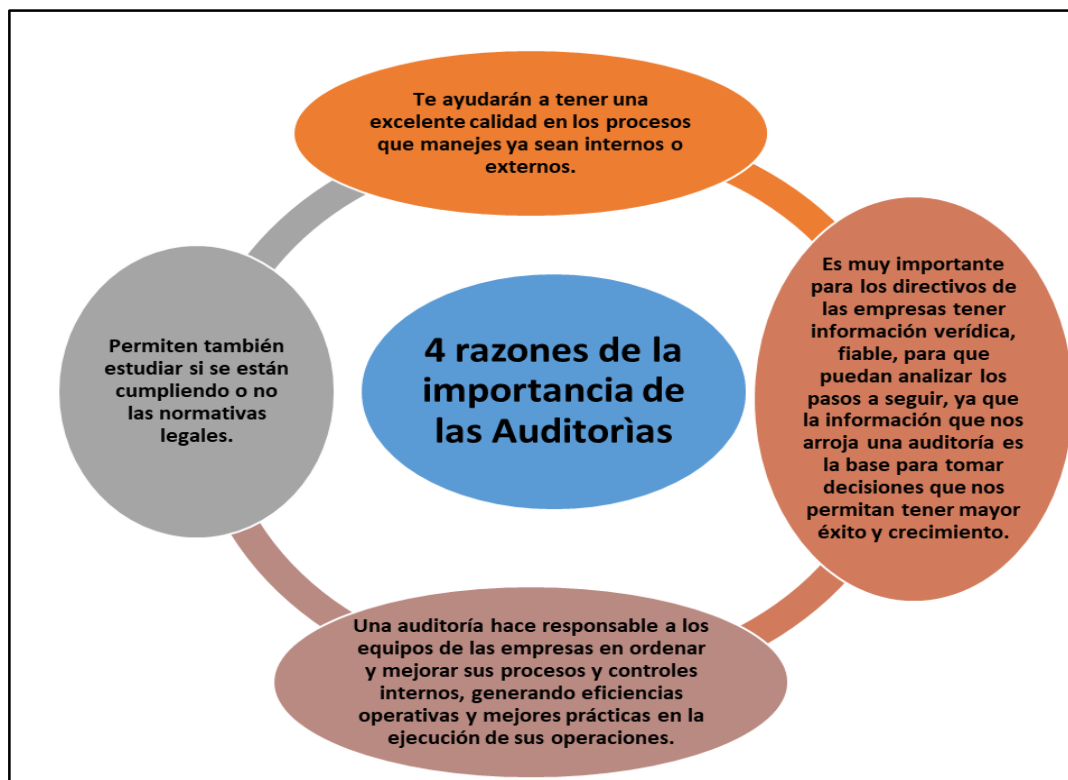 Te ayudarán a tener una
excelente calidad en los procesos
que manejes ya sean internos o
externos.
Es muy importante
para los directivos de
las empresas tener
información verídica,
fiable, para que
puedan analizar los
pasos a seguir, ya que
la información que nos
arroja una auditoría es
la base para tomar
decisiones que nos
permitan tener mayor
éxito y crecimiento.
Una auditoría hace responsable a los
equipos de las empresas en ordenar
y mejorar sus procesos y controles
internos, generando eficiencias
operativas y mejores prácticas en la
ejecución de sus operaciones.
Permiten también
estudiar si se están
cumpliendo o no
las normativas
legales.
4 razones de la
importancia de
las Auditorìas